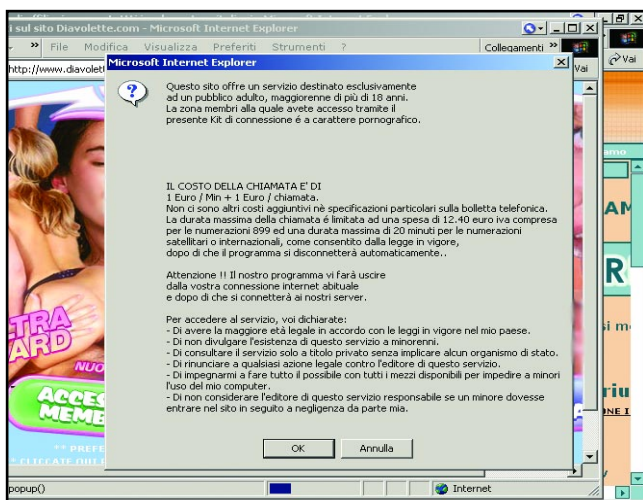 i sul sito Diavolette.com - Microsoft Internet Explorer
» File Modifica Visualizza Preferiti Strumenti ? Collegamenti »
http://www.diavolet
Vai
Vai
Microsoft Internet Explorer
Questo sito offre un servizio destinato esclusivamente
ad un pubblico adulto, maggiorenne di più di 18 anni.
La zona membri alla quale avete accesso tramite il
presente Kit di connessione é a carattere pornografico.
IL COSTO DELLA CHIAMATA E' DI
1 Euro / Min + 1 Euro / chiamata.
Non ci sono altri costi aggiuntivi nè specificazioni particolari sulla bolletta telefonica.
La durata massima della chiamata é limitata ad una spesa di 12.40 euro iva compresa
per le numerazioni 899 ed una durata massima di 20 minuti per le numerazioni
satellitari o internazionali, come consentito dalla legge in vigore,
dopo di che il programma si disconnetterà automaticamente..
Attenzione !! Il nostro programma vi farà uscire
dalla vostra connessione internet abituale
e dopo di che si connetterà ai nostri server.
Per accedere al servizio, voi dichiarate:
- Di avere la maggiore età legale in accordo con le leggi in vigore nel mio paese.
- Di non divulgare l'esistenza di questo servizio a minorenni.
- Di consultare il servizio solo a titolo privato senza implicare alcun organismo di stato.
- Di rinunciare a qualsiasi azione legale contro l'editore di questo servizio.
- Di impegnarmi a fare tutto il possibile con tutti i mezzi disponibili per impedire a minori
l'uso del mio computer.
- Di non considerare l'editore di questo servizio responsabile se un minore dovesse
entrare nel sito in seguito a negligenza da parte mia.
OK Annulla
TRA
ARD
NUO
ACCES
MEMB
** PREFE
* CLICCATE QUI
amo
AM
R
si m
riu
NE I
popup()
Internet